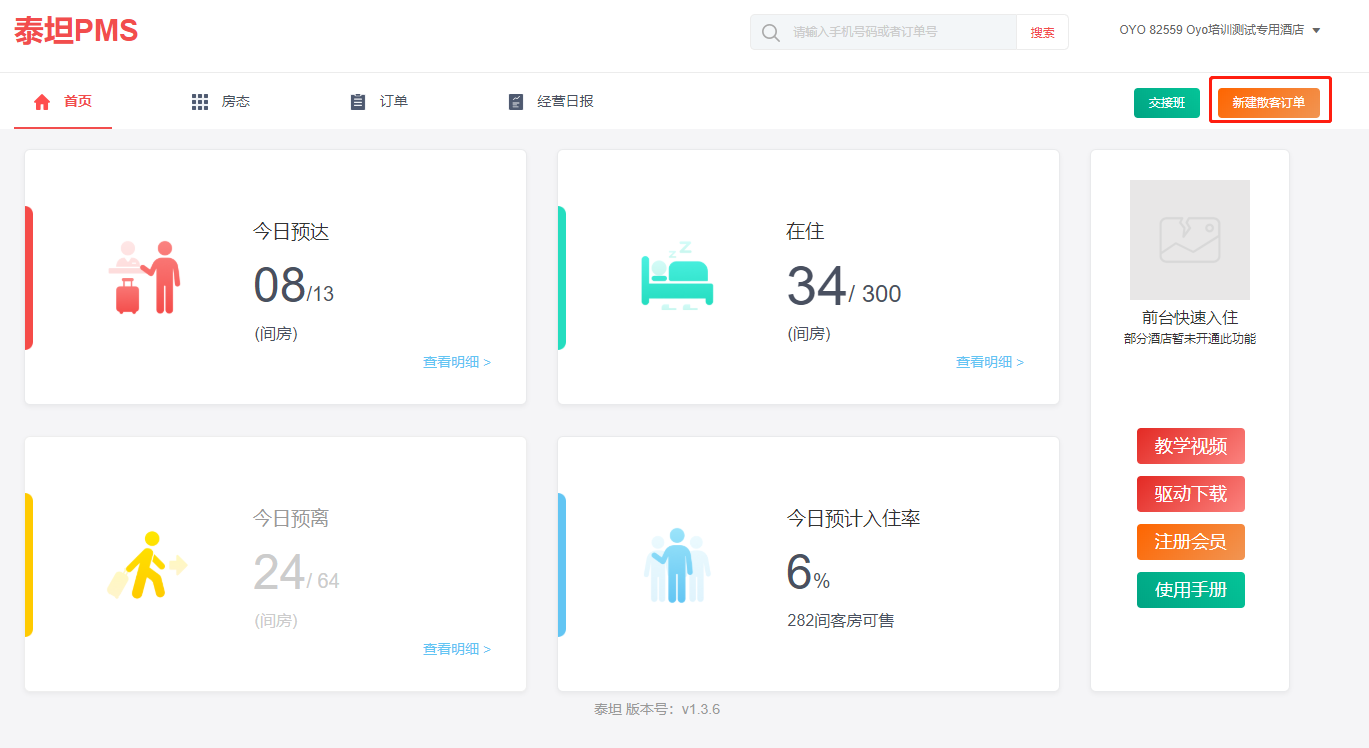 泰坦PMS
请输入手机号码或者订单号
搜索
OYO 82559 Oyo培训测试专用酒店
首页
房态
订单
经营日报
交接班
新建散客订单
今日预达
08/13
(间房)
查看明细 >
在住
34/ 300
(间房)
查看明细 >
前台快速入住
部分酒店暂未开通此功能
教学视频
驱动下载
注册会员
使用手册
今日预离
24/ 64
(间房)
查看明细 >
今日预计入住率
6%
282间客房可售
泰坦 版本号：v1.3.6